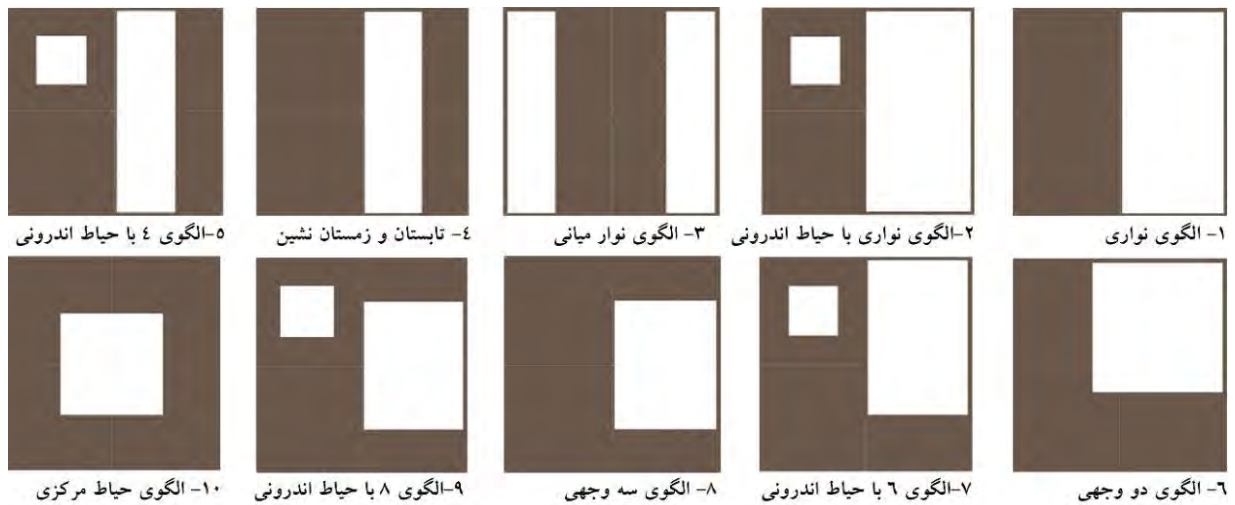 ۱- الگوی نواری
۲-الگوی نواری با حیاط اندرونی
۳- الگوی نوار میانی
٤- تابستان و زمستان نشین
٥-الگوی ٤ با حیاط اندرونی
٦- الگوی دو وجهی
۷-الگوی ٦ با حیاط اندرونی
۸- الگوی سه وجهی
۹-الگوی ۸ با حیاط اندرونی
۱۰- الگوی حیاط مرکزی